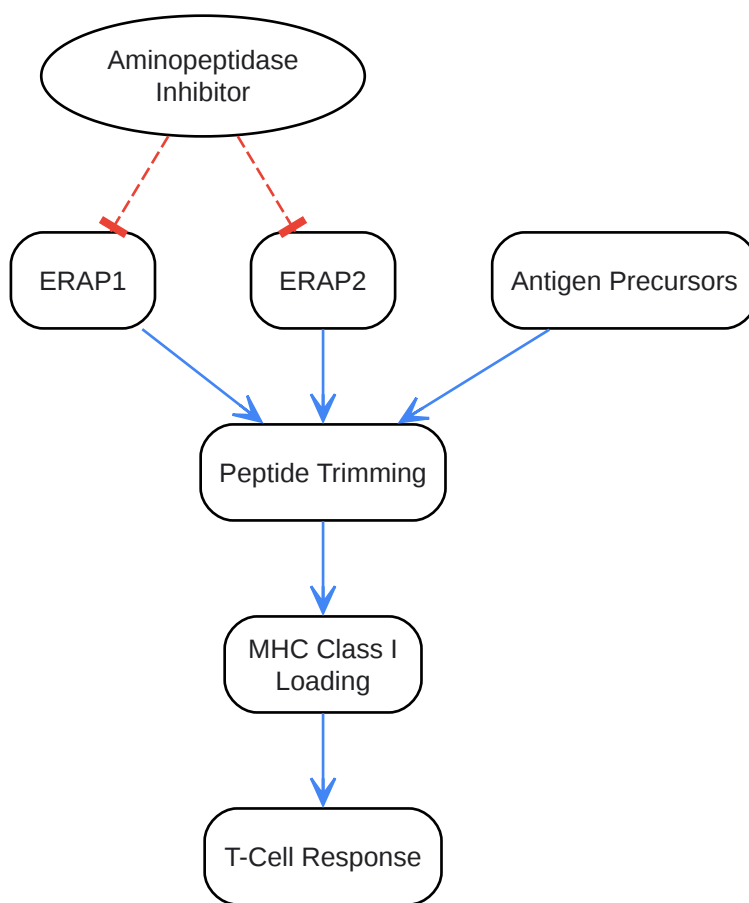 Aminopeptidase
Inhibitor
ERAP1
ERAP2
Antigen Precursors
Peptide Trimming
MHC Class I
Loading
T-Cell Response